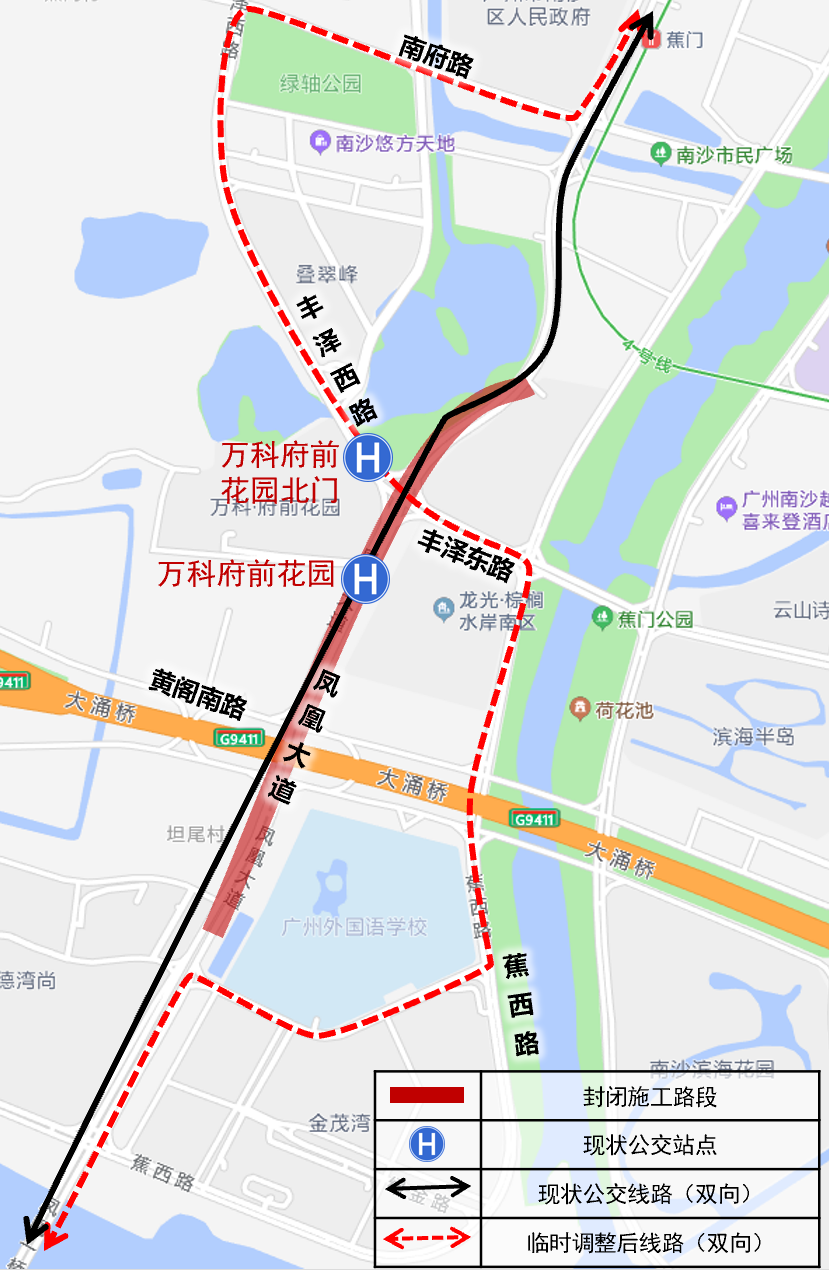 区人民政府
蕉门
泽西路
南府路
绿轴公园
南沙悠方天地
南沙市民广场
叠翠峰
丰泽西路
4号线
万科府前
花园北门
万科·府前花园
广州南沙越
喜来登酒店
丰泽东路
万科府前花园
龙光·棕榈
水岸南区
蕉门公园
云山诗
G9411
黄阁南路
大涌桥
凤凰大道
荷花池
滨海半岛
G9411
大涌桥
G9411
大涌桥
坦尾村
凤凰大道
蕉西路
广州外国语学校
蕉西路
德湾尚
南沙滨海花园
金茂湾
蕉西路
金路
凤
桥
封闭施工路段
现状公交站点
现状公交线路（双向）
临时调整后线路（双向）